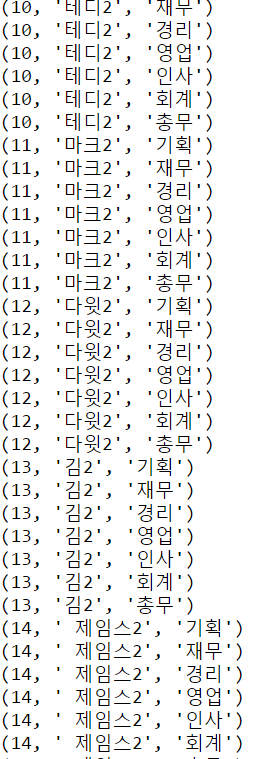 (10, '테디2', '재무')
(10, '테디2', '경리')
(10, '테디2', '영업')
(10, '테디2', '인사')
(10, '테디2', '회계')
(10, '테디2', '총무')
(11, '마크2', '기획')
(11, '마크2', '재무')
(11, '마크2', '경리')
(11, '마크2', '영업')
(11, '마크2', '인사')
(11, '마크2', '회계')
(11, '마크2', '총무')
(12, '다윗2', '기획')
(12, '다윗2', '재무')
(12, '다윗2', '경리')
(12, '다윗2', '영업')
(12, '다윗2', '인사')
(12, '다윗2', '회계')
(12, '다윗2', '총무')
(13, '김2', '기획')
(13, '김2', '재무')
(13, '김2', '경리')
(13, '김2', '영업')
(13, '김2', '인사')
(13, '김2', '회계')
(13, '김2', '총무')
(14, ' 제임스2', '기획')
(14, ' 제임스2', '재무')
(14, ' 제임스2', '경리')
(14, ' 제임스2', '영업')
(14, ' 제임스2', '인사')
(14, ' 제임스2', '회계')